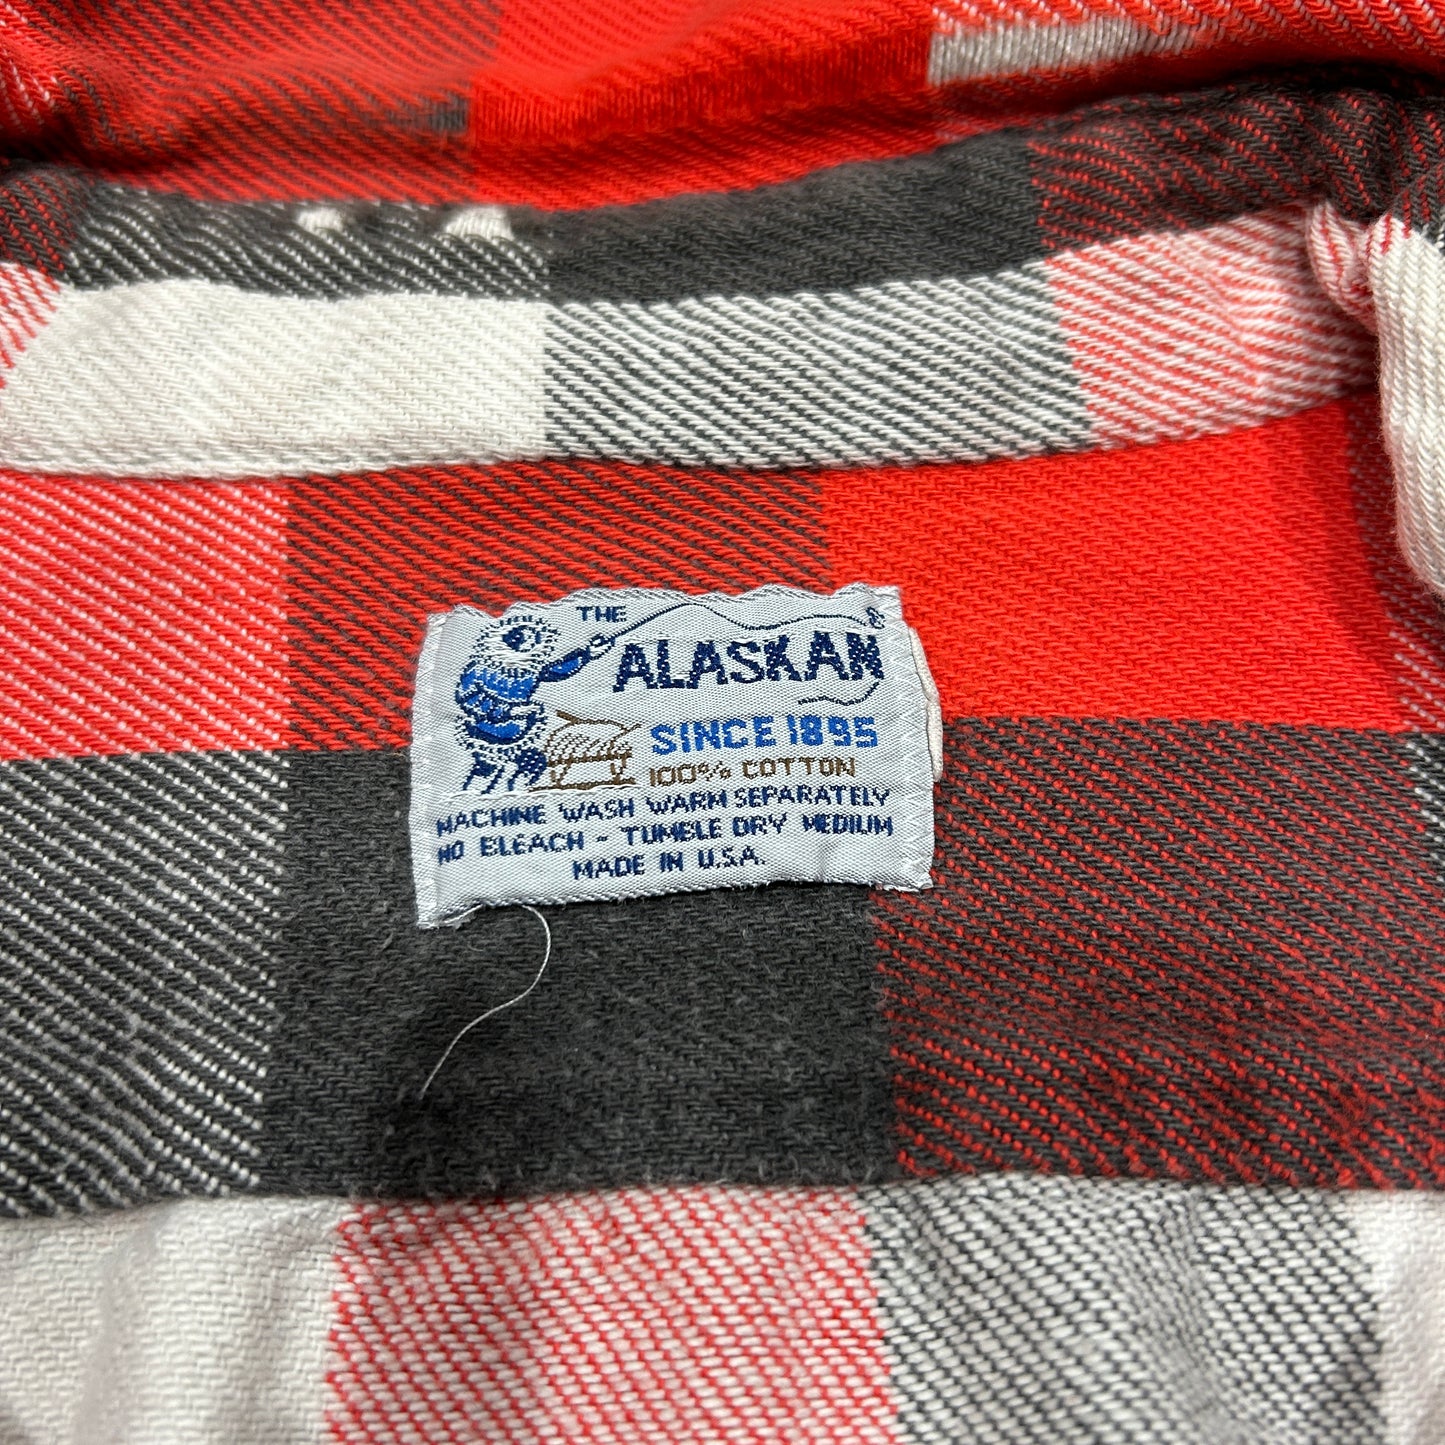 THE
ALASKAN ®
SINCE 1895
100% COTTON
MACHINE WASH WARM SEPARATELY
NO BLEACH - TUMBLE DRY MEDIUM
MADE IN U.S.A.